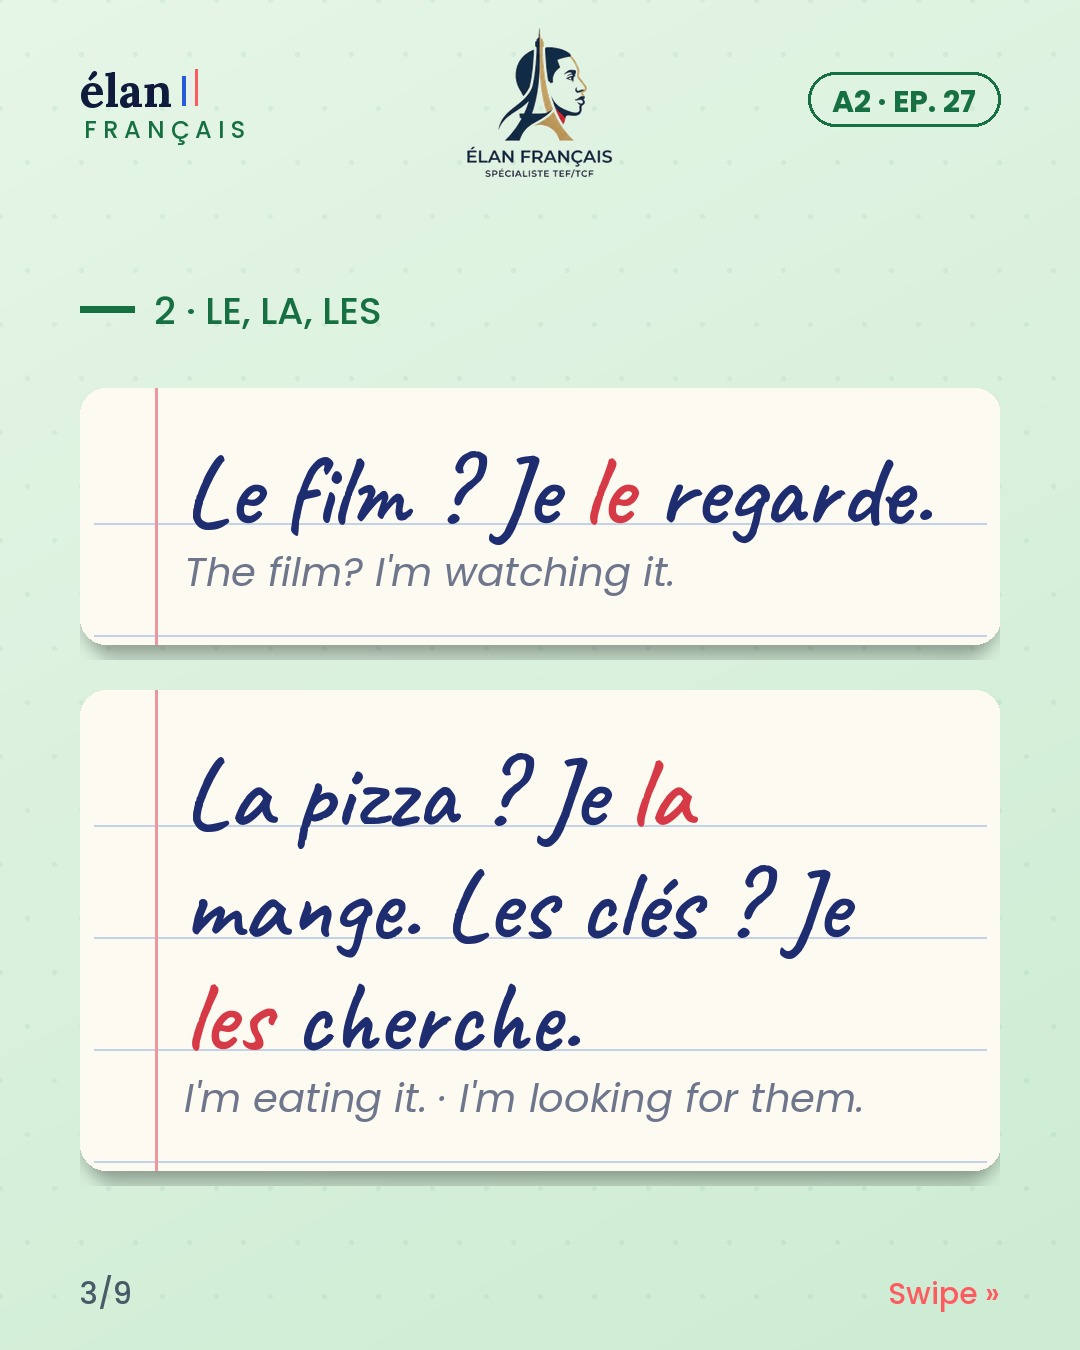 élan
FRANÇAIS
ÉLAN FRANÇAIS
SPÉCIALISTE TEF/TCF
A2 · EP. 27
2 · LE, LA, LES
Le film ? Je le regarde.
The film? I'm watching it.
La pizza ? Je la
mange. Les clés ? Je
les cherche.
I'm eating it. · I'm looking for them.
3/9
Swipe »